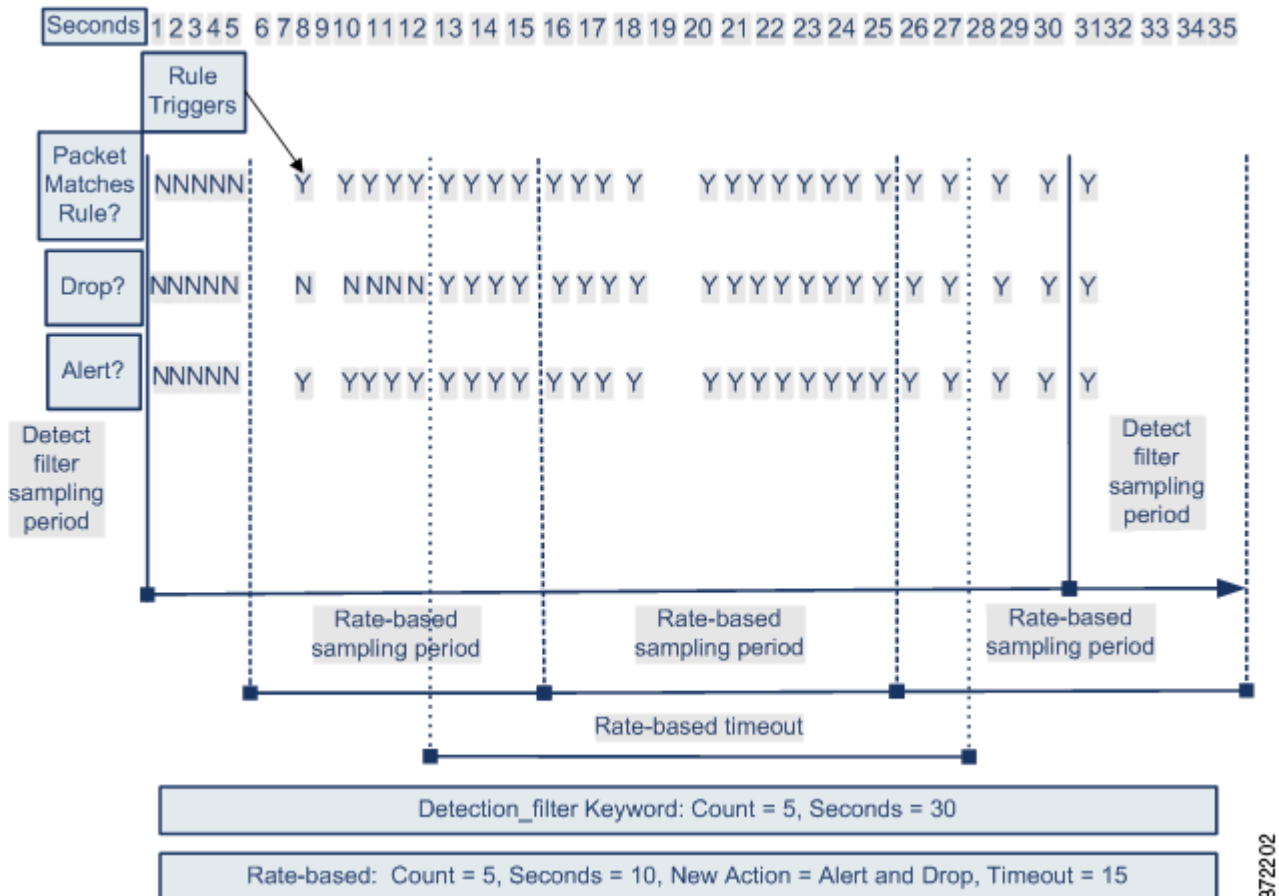 Seconds 1 2 3 4 5 6 7 8 9 10 11 12 13 14 15 16 17 18 19 20 21 22 23 24 25 26 27 28 29 30 31 32 33 34 35
Rule
Triggers
Packet
Matches
Rule?
NNNNN Y YYYY YYYY YYYY YYYYYYYY Y Y Y Y Y
Drop?
NNNNN N NNNN YYYY YYYY YYYYYYYY Y Y Y Y Y
Alert?
NNNNN Y YYYY YYYY YYYY YYYYYYYY Y Y Y Y Y
Detect
filter
sampling
period
Detect
filter
sampling
period
Rate-based
sampling period
Rate-based
sampling period
Rate-based
sampling period
Rate-based timeout
Detection_filter Keyword: Count = 5, Seconds = 30
Rate-based: Count = 5, Seconds = 10, New Action = Alert and Drop, Timeout = 15
372202